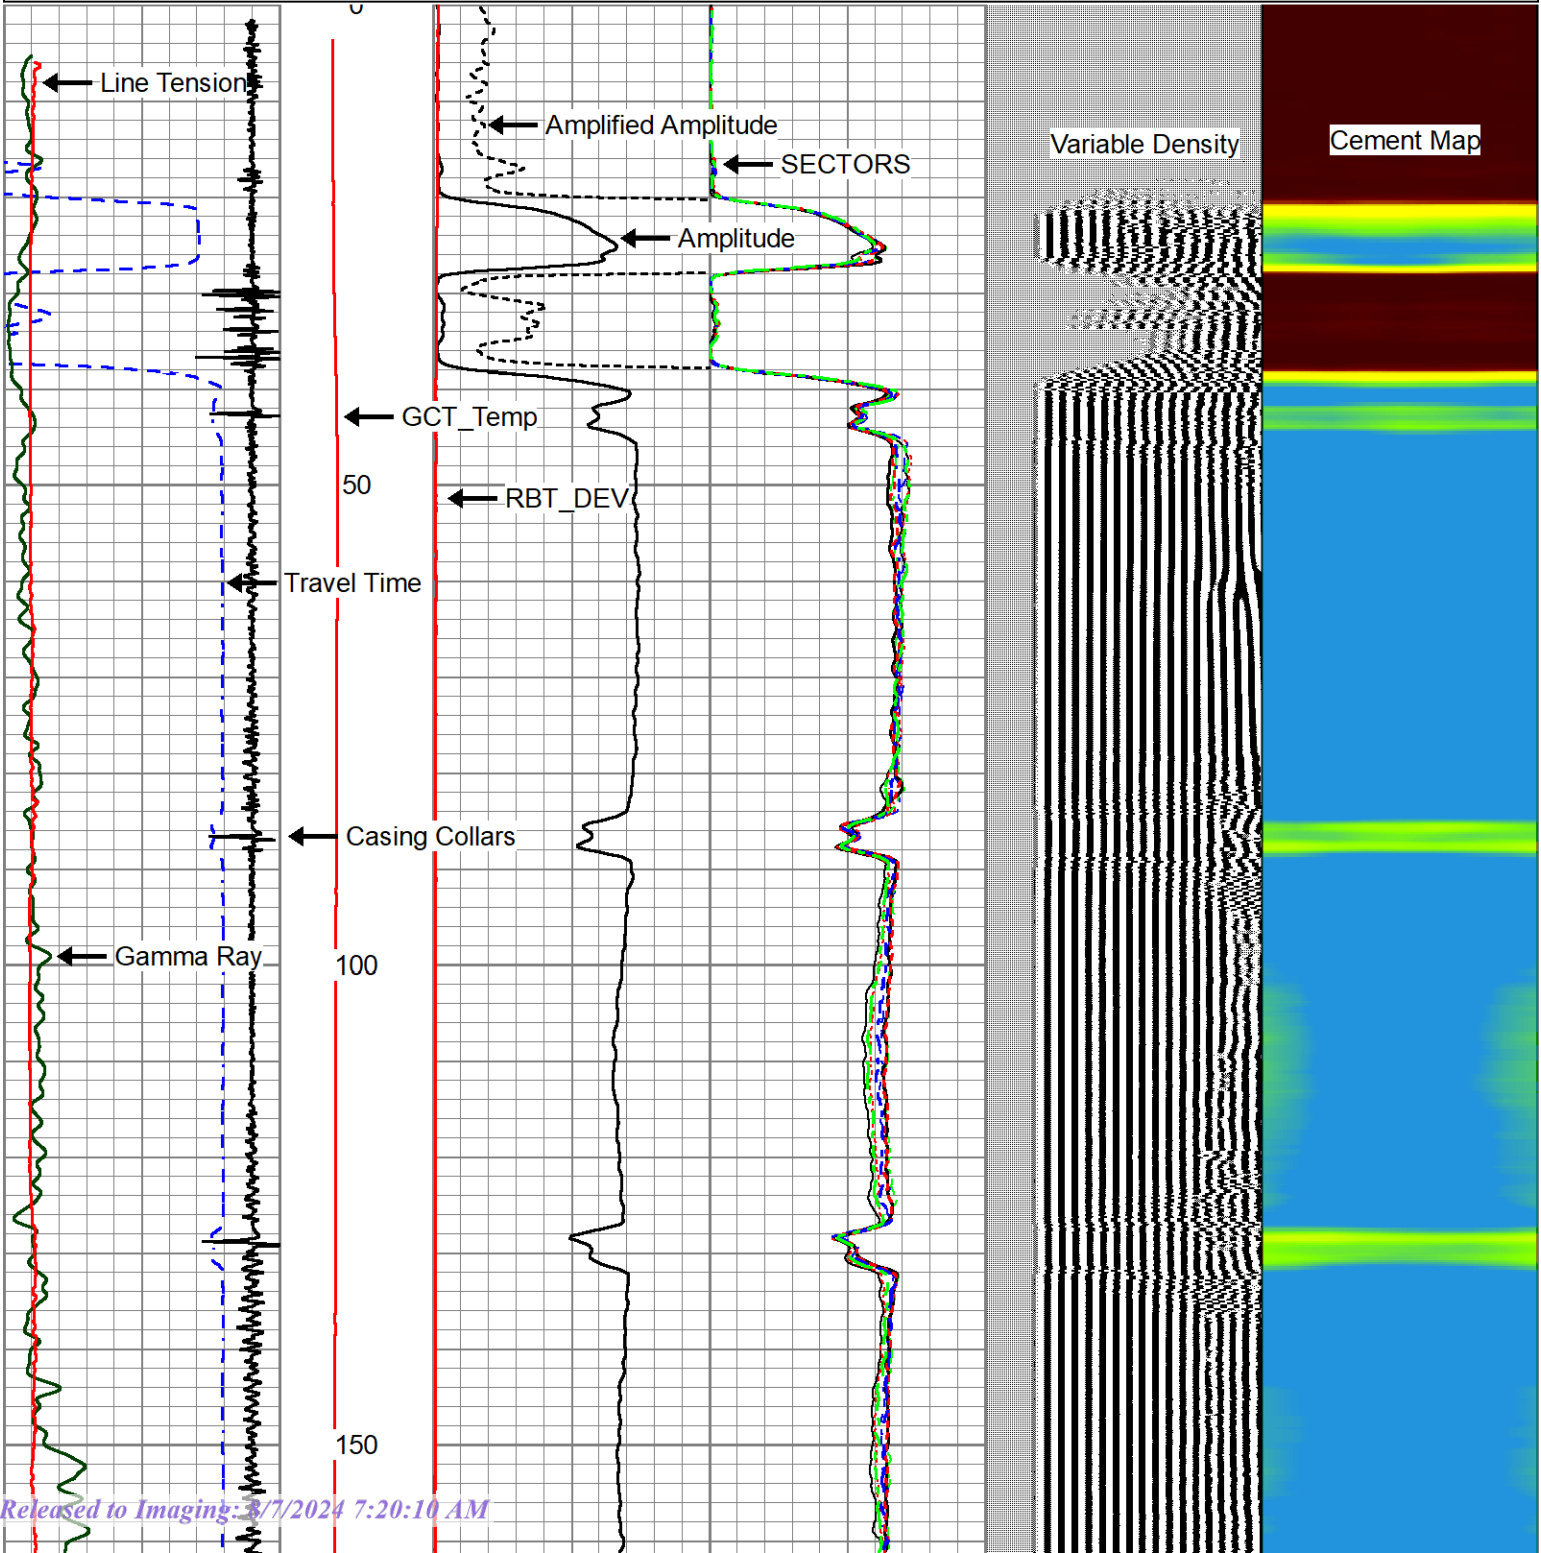 0
Line Tension
Amplified Amplitude
Variable Density
Cement Map
SECTORS
Amplitude
GCT_Temp
50
RBT_DEV
Travel Time
Casing Collars
Gamma Ray
100
150
Released to Imaging: 8/7/2024 7:20:10 AM